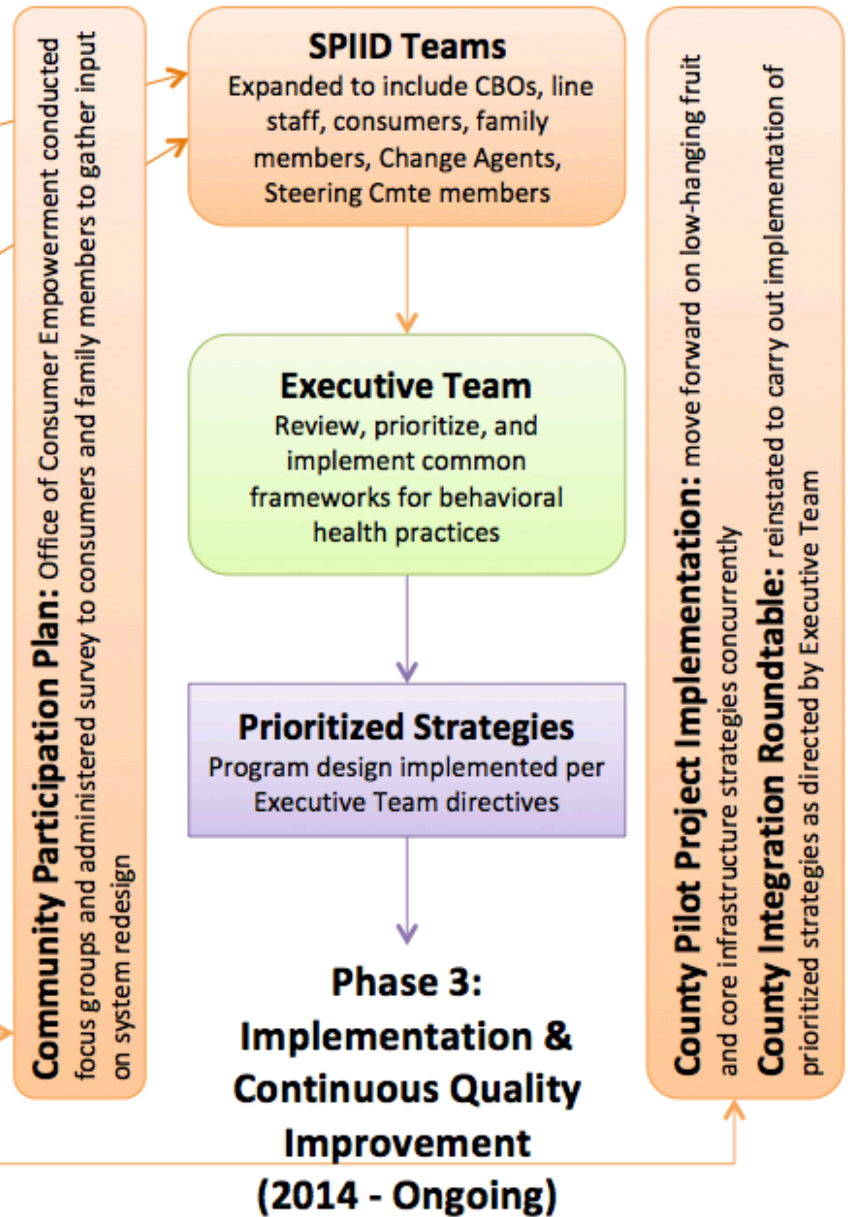 Community Participation Plan: Office of Consumer Empowerment conducted
focus groups and administered survey to consumers and family members to gather input
on system redesign
SPIID Teams
Expanded to include CBOs, line
staff, consumers, family
members, Change Agents,
Steering Cmte members
Executive Team
Review, prioritize, and
implement common
frameworks for behavioral
health practices
Prioritized Strategies
Program design implemented per
Executive Team directives
Phase 3:
Implementation &
Continuous Quality
Improvement
(2014 - Ongoing)
County Pilot Project Implementation: move forward on low-hanging fruit
and core infrastructure strategies concurrently
County Integration Roundtable: reinstated to carry out implementation of
prioritized strategies as directed by Executive Team